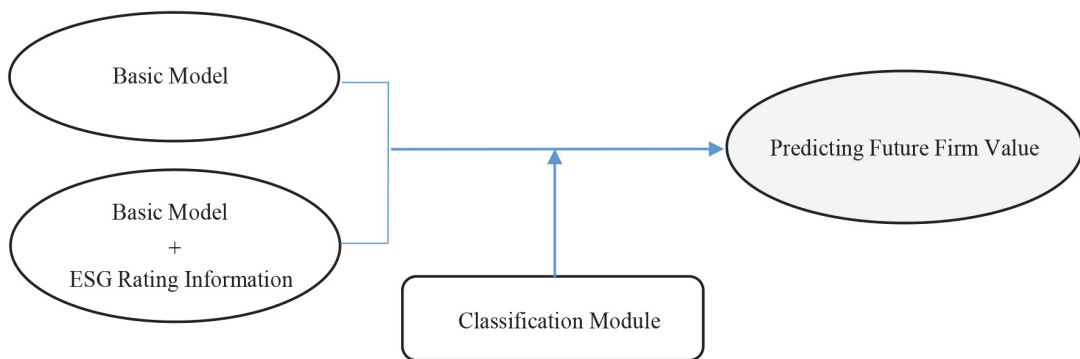 Basic Model
Basic Model
+
ESG Rating Information
Classification Module
Predicting Future Firm Value